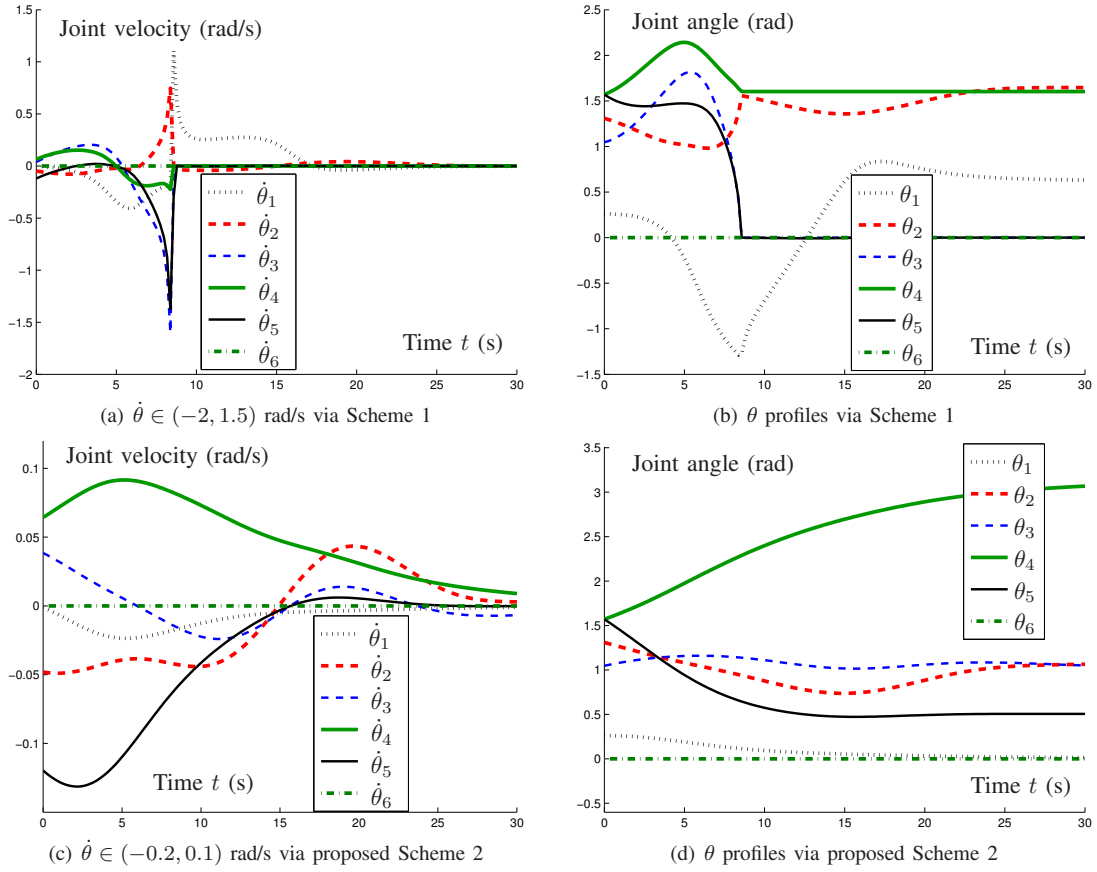 Joint velocity (rad/s)
1.5
1
0.5
0
−0.5
−1
−1.5
−2
θ̇1
θ̇2
θ̇3
θ̇4
θ̇5
θ̇6
Time t (s)
0 5 10 15 20 25 30
(a) θ̇ ∈ (−2, 1.5) rad/s via Scheme 1
Joint angle (rad)
2.5
2
1.5
1
0.5
0
−0.5
−1
−1.5
θ1
θ2
θ3
θ4
θ5
θ6
Time t (s)
0 5 10 15 20 25 30
(b) θ profiles via Scheme 1
Joint velocity (rad/s)
0.1
0.05
0
−0.05
−0.1
θ̇1
θ̇2
θ̇3
θ̇4
θ̇5
θ̇6
Time t (s)
0 5 10 15 20 25 30
(c) θ̇ ∈ (−0.2, 0.1) rad/s via proposed Scheme 2
Joint angle (rad)
3.5
3
2.5
2
1.5
1
0.5
0
−0.5
θ1
θ2
θ3
θ4
θ5
θ6
Time t (s)
0 5 10 15 20 25 30
(d) θ profiles via proposed Scheme 2